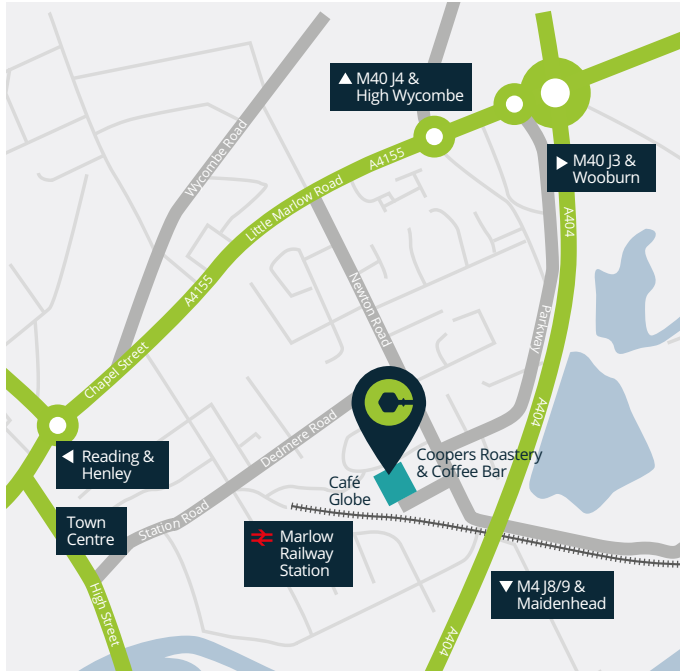 M40 J4 &
High Wycombe
M40 J3 &
Wooburn
Wycombe Road
A4155
Little Marlow Road
A4155
A404
Newton Road
Parkway
Chapel Street
A404
Dedmere Road
Reading &
Henley
Coopers Roastery
& Coffee Bar
Café
Globe
Town
Centre
Station Road
Marlow
Railway
Station
M4 J8/9 &
Maidenhead
High Street
A404